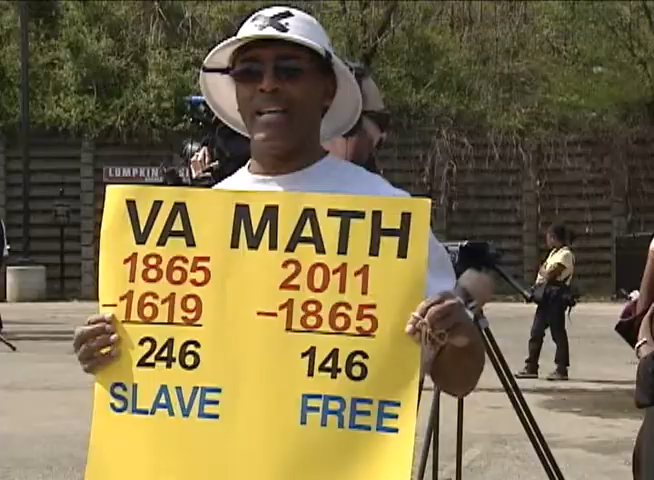 LUMPKIN
VA MATH
1865 2011
-1619 -1865
246 146
SLAVE FREE